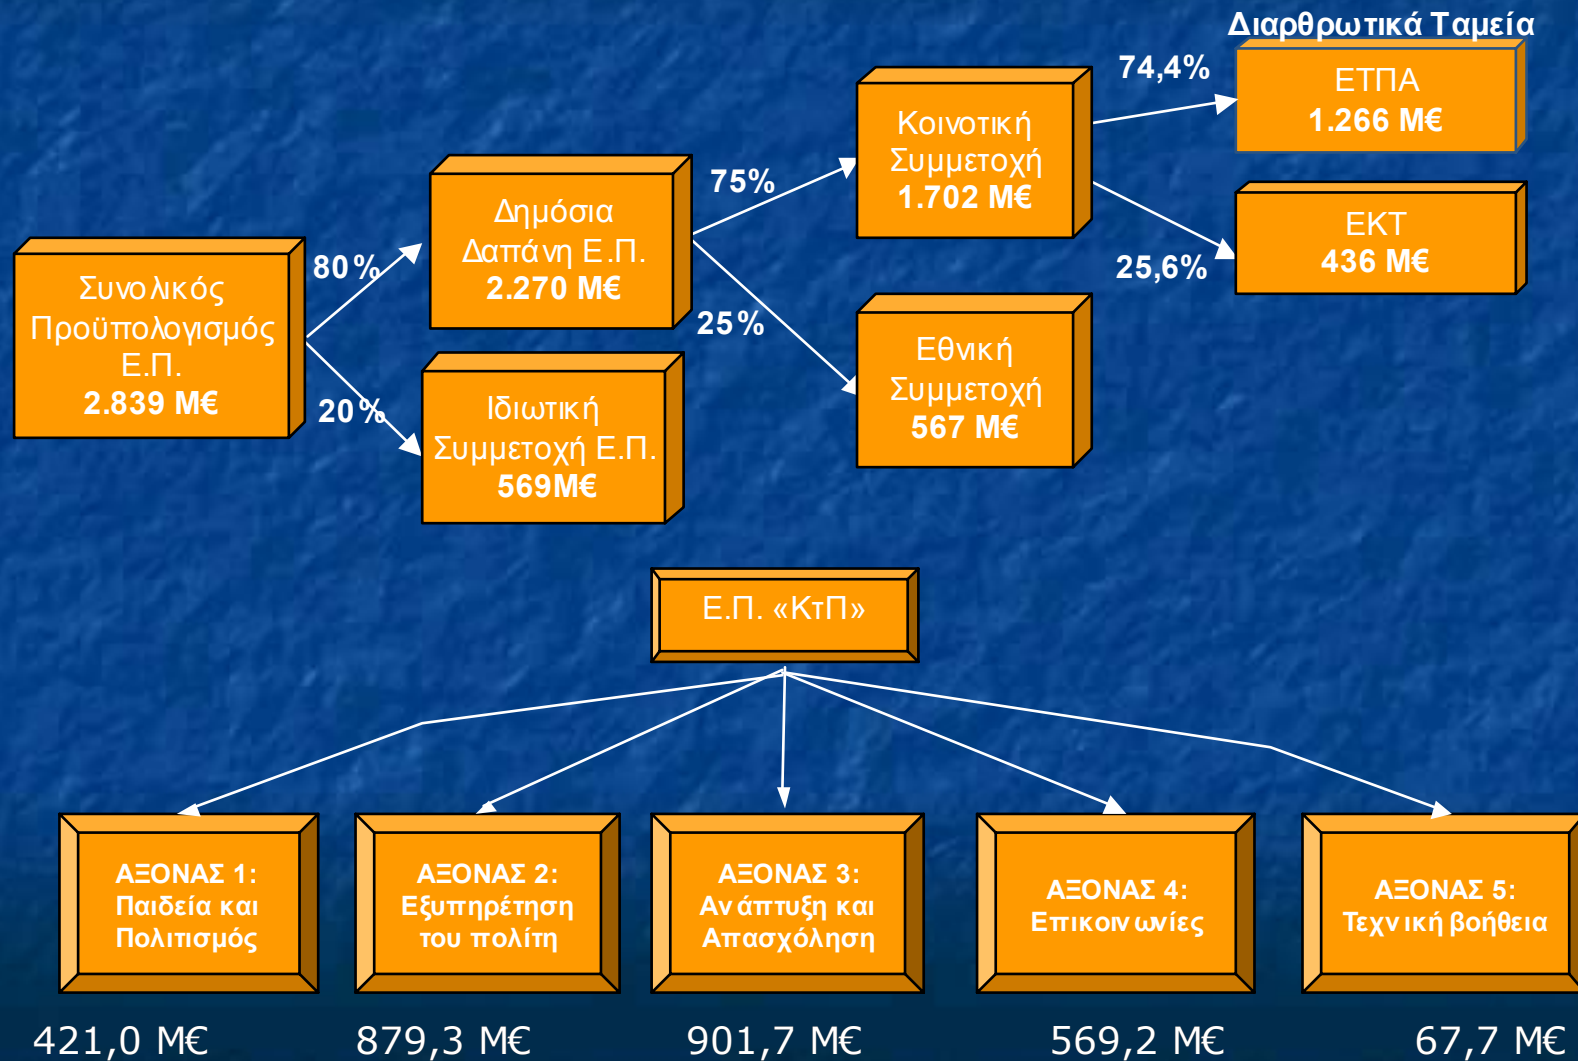 Διαρθρωτικά Ταμεία
74,4%
ΕΤΠΑ
1.266 Μ€
Κοινοτική
Συμμετοχή
1.702 Μ€
75%
Δημόσια
Δαπάνη Ε.Π.
2.270 Μ€
ΕΚΤ
436 Μ€
25,6%
80%
Συνολικός
Προϋπολογισμός
Ε.Π.
2.839 Μ€
25%
Εθνική
Συμμετοχή
567 Μ€
20%
Ιδιωτική
Συμμετοχή Ε.Π.
569Μ€
Ε.Π. «ΚτΠ»
ΑΞΟΝΑΣ 1:
Παιδεία και
Πολιτισμός
ΑΞΟΝΑΣ 2:
Εξυπηρέτηση
του πολίτη
ΑΞΟΝΑΣ 3:
Ανάπτυξη και
Απασχόληση
ΑΞΟΝΑΣ 4:
Επικοινωνίες
ΑΞΟΝΑΣ 5:
Τεχνική βοήθεια
421,0 Μ€
879,3 Μ€
901,7 Μ€
569,2 Μ€
67,7 Μ€